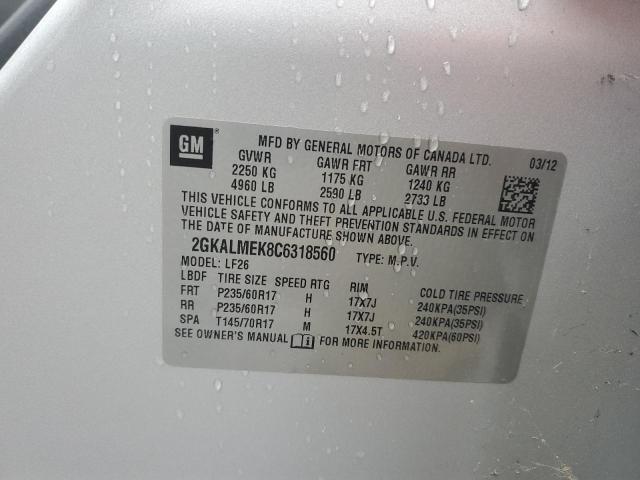 GM ®
MFD BY GENERAL MOTORS OF CANADA LTD. 03/12
GVWR GAWR FRT GAWR RR
2250 KG 1175 KG 1240 KG
4960 LB 2590 LB 2733 LB
THIS VEHICLE CONFORMS TO ALL APPLICABLE U.S. FEDERAL MOTOR
VEHICLE SAFETY AND THEFT PREVENTION STANDARDS IN EFFECT ON
THE DATE OF MANUFACTURE SHOWN ABOVE.
2GKALMEK8C6318560 TYPE: M.P.V.
MODEL: LF26
LBDF TIRE SIZE SPEED RTG RIM COLD TIRE PRESSURE
FRT P235/60R17 H 17X7J 240KPA(35PSI)
RR P235/60R17 H 17X7J 240KPA(35PSI)
SPA T145/70R17 M 17X4.5T 420KPA(60PSI)
SEE OWNER'S MANUAL FOR MORE INFORMATION.